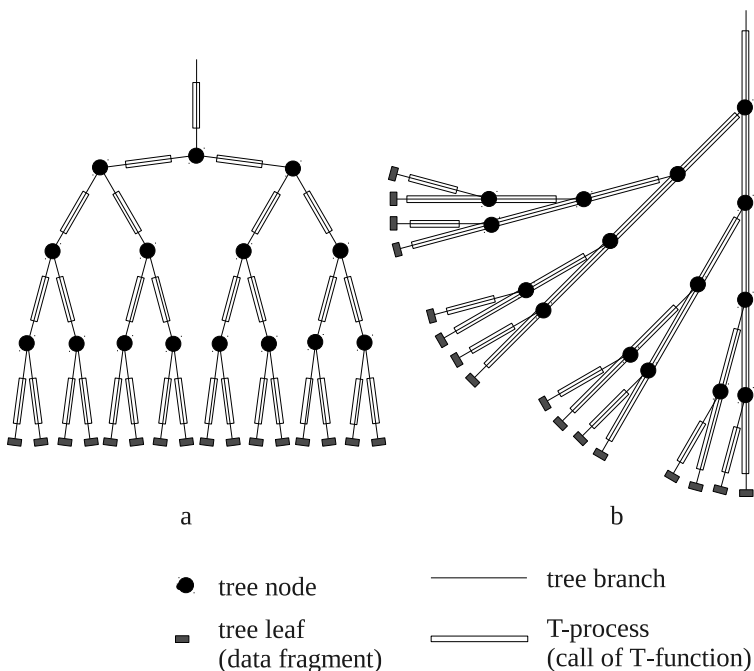 a
b
tree node
tree branch
tree leaf
(data fragment)
T-process
(call of T-function)